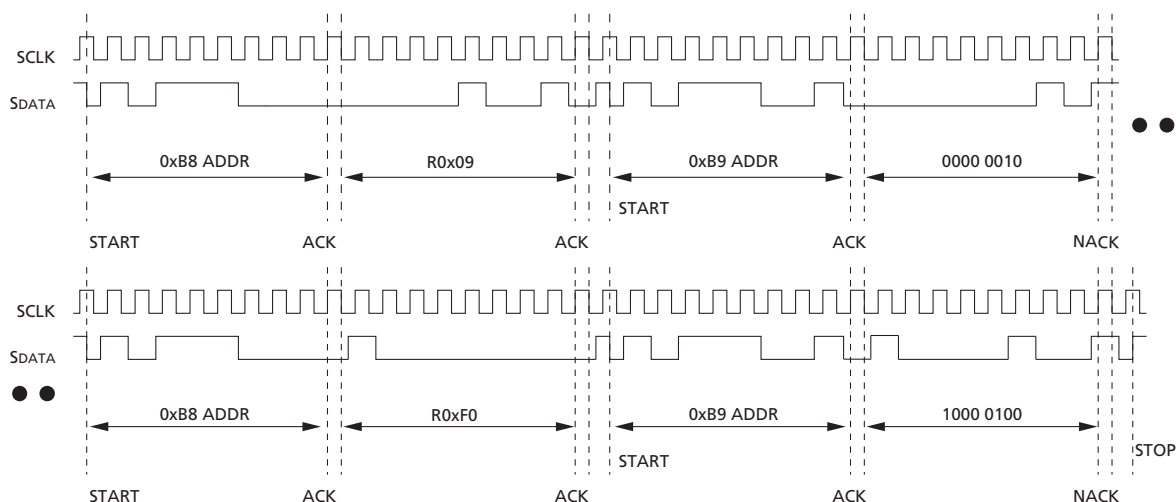 SCLK
SDATA
0xB8 ADDR R0x09 0xB9 ADDR 0000 0010
START
START ACK ACK ACK NACK
SCLK
SDATA
0xB8 ADDR R0xF0 0xB9 ADDR 1000 0100
START STOP
START ACK ACK ACK NACK